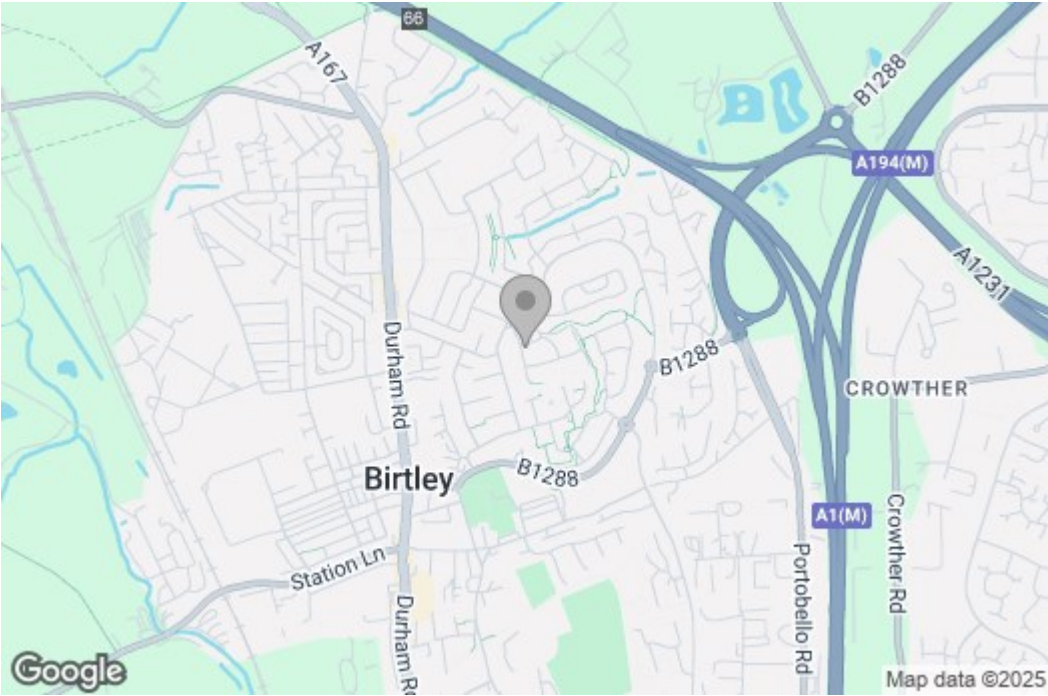 66
A167
B1288
A194(M)
A1231
Durham Rd
B1288
CROWTHER
Birtley
B1288
A1(M)
Crowther Rd
Station Ln
Portobello Rd
Durham Rd
Google
Map data ©2025